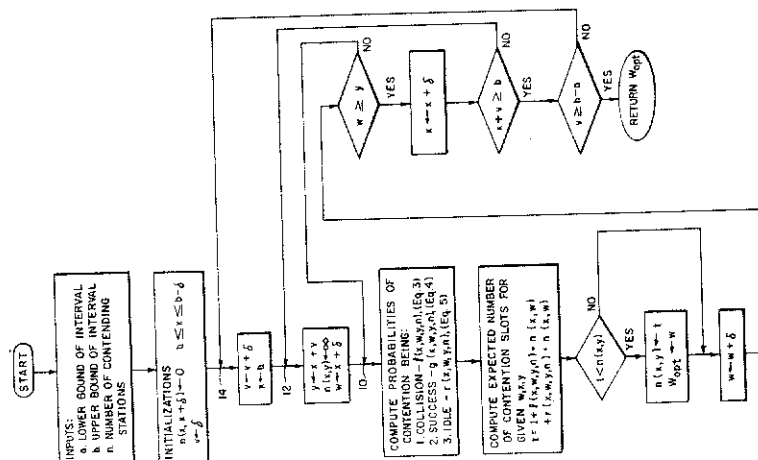 START
INPUTS:
a. LOWER BOUND OF INTERVAL
b UPPER BOUND OF INTERVAL
n. NUMBER OF CONTENDING
STATIONS
INITIALIZATIONS
n(x, x+δ)←0 a≤x≤b-δ
v←δ
14
v←v+δ
x←a
12
y←x+v
n(x,y)←∞
w←x+δ
10
COMPUTE PROBABILITIES OF
CONTENTION BEING:
1. COLLISION-ℓ(x,w,y,n),(Eq.3)
2. SUCCESS-g(x,w,y,n),(Eq.4)
3. IDLE-r(x,w,y,n),(Eq.5)
COMPUTE EXPECTED NUMBER
OF CONTENTION SLOTS FOR
GIVEN w,x,y
NO
YES
n(x,y)←t
Wopt←w
w←w+δ
w≥y
NO
YES
x←x+δ
x+v≥b
NO
YES
v≥b-a
NO
YES
RETURN Wopt